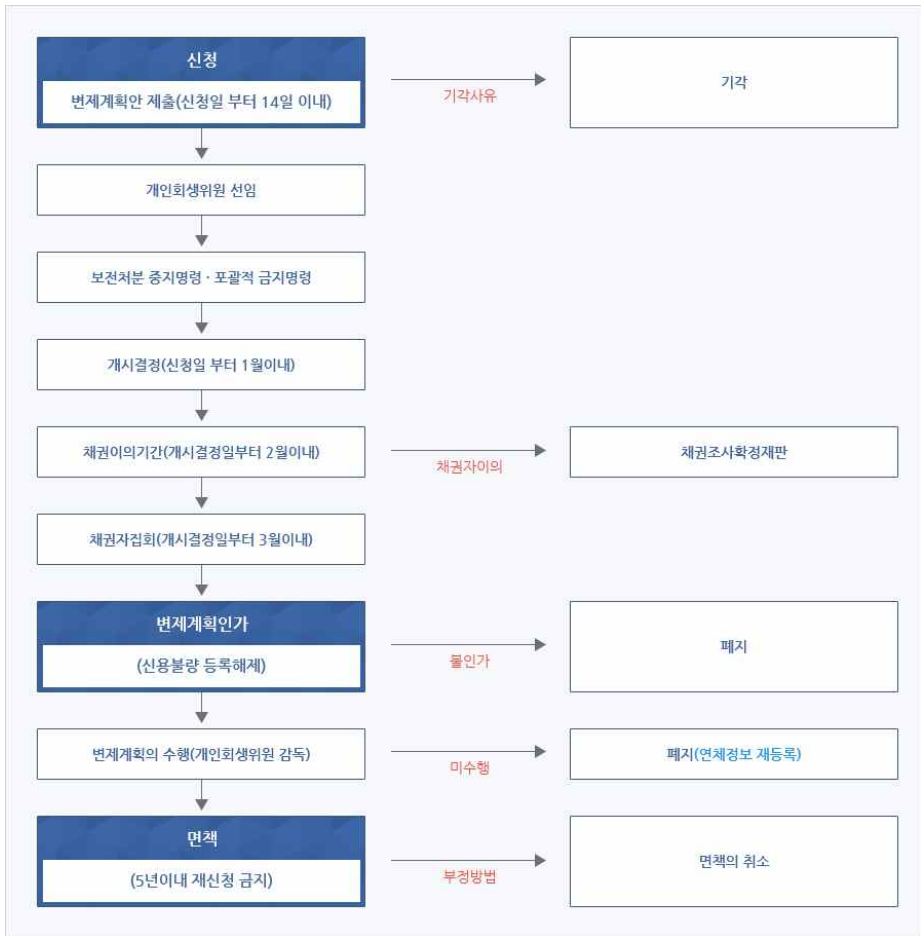 신청
변제계획안 제출(신청일 부터 14일 이내)
기각사유
기각
개인회생위원 선임
보전처분 중지명령 · 포괄적 금지명령
개시결정(신청일 부터 1월이내)
채권이의기간(개시결정일부터 2월이내)
채권자이의
채권조사확정재판
채권자집회(개시결정일부터 3월이내)
변제계획인가
(신용불량 등록해제)
불인가
폐지
변제계획의 수행(개인회생위원 감독)
미수행
폐지(연체정보 재등록)
면책
(5년이내 재신청 금지)
부정방법
면책의 취소